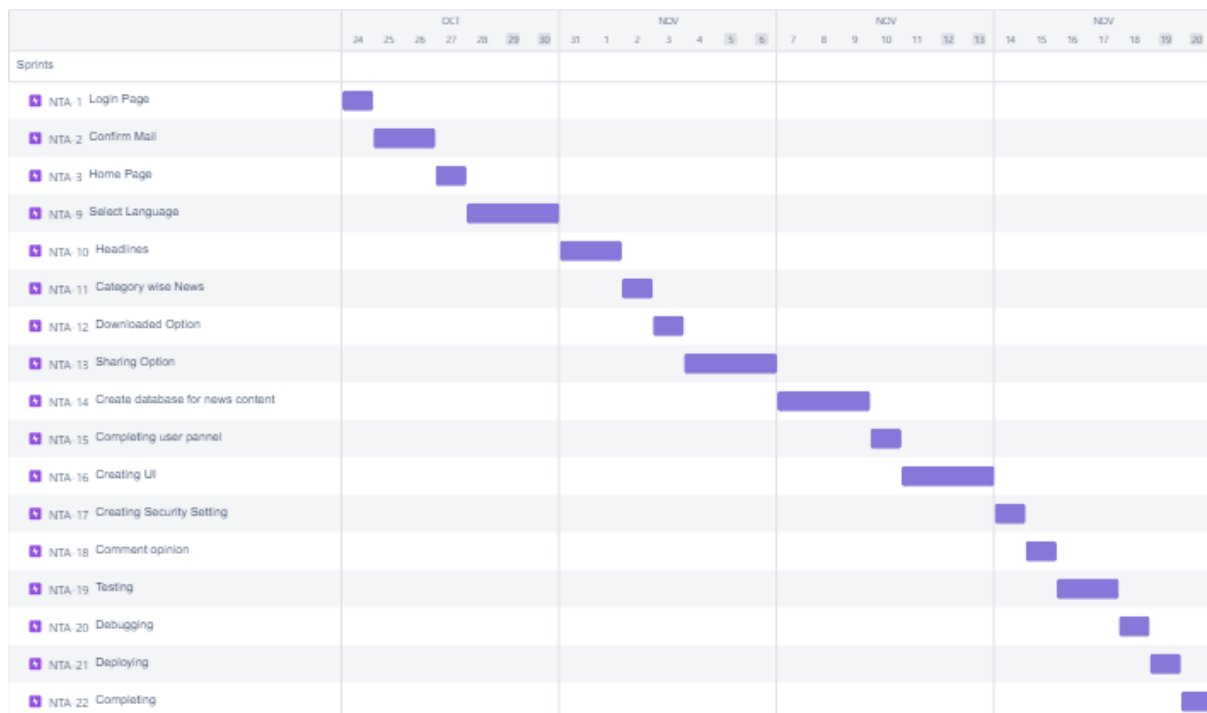 OCT NOV NOV NOV
24 25 26 27 28 29 30 31 1 2 3 4 5 6 7 8 9 10 11 12 13 14 15 16 17 18 19 20
Sprints
NTA-1 Login Page
NTA-2 Confirm Mail
NTA-3 Home Page
NTA-9 Select Language
NTA-10 Headlines
NTA-11 Category wise News
NTA-12 Downloaded Option
NTA-13 Sharing Option
NTA-14 Create database for news content
NTA-15 Completing user pannel
NTA-16 Creating UI
NTA-17 Creating Security Setting
NTA-18 Comment opinion
NTA-19 Testing
NTA-20 Debugging
NTA-21 Deploying
NTA-22 Completing